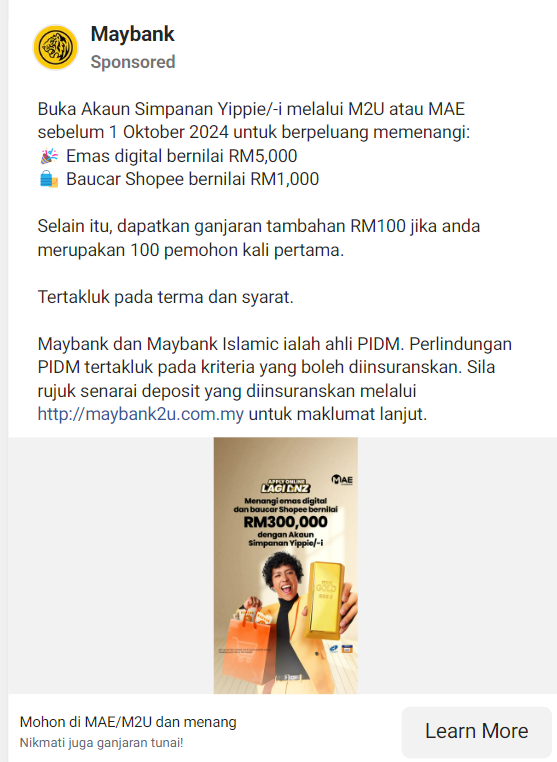 Maybank
Sponsored
Buka Akaun Simpanan Yippie/-i melalui M2U atau MAE
sebelum 1 Oktober 2024 untuk berpeluang memenangi:
🎉 Emas digital bernilai RM5,000
🛍️ Baucar Shopee bernilai RM1,000
Selain itu, dapatkan ganjaran tambahan RM100 jika anda
merupakan 100 pemohon kali pertama.
Tertakluk pada terma dan syarat.
Maybank dan Maybank Islamic ialah ahli PIDM. Perlindungan
PIDM tertakluk pada kriteria yang boleh diinsuranskan. Sila
rujuk senarai deposit yang diinsuranskan melalui
http://maybank2u.com.my untuk maklumat lanjut.
MAE
APPLY ONLINE
LAGI BNZ
Menangi emas digital
dan baucar Shopee bernilai
RM300,000
dengan Akaun
Simpanan Yippie/-i
GOLD
Mohon di MAE/M2U dan menang
Nikmati juga ganjaran tunai!
Learn More